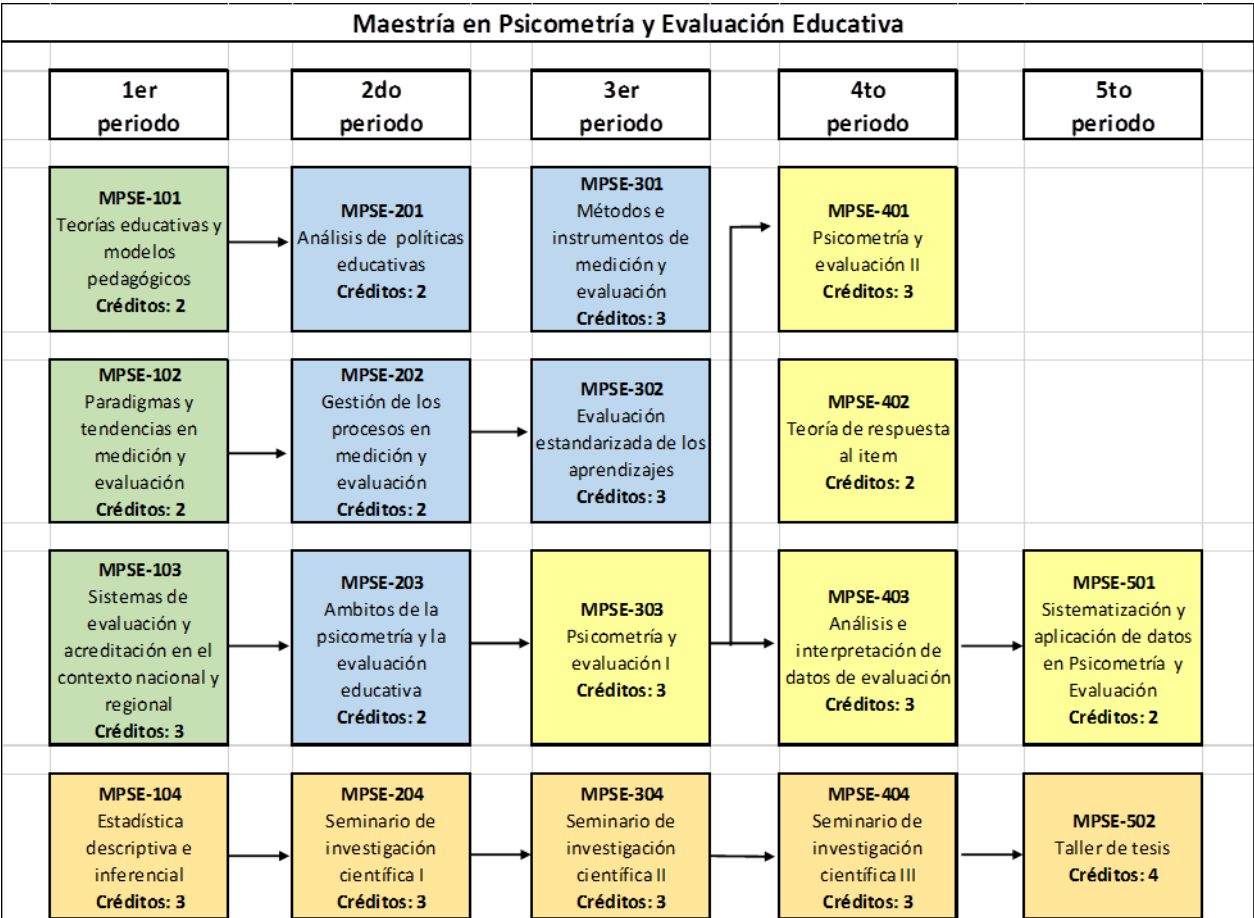 Maestría en Psicometría y Evaluación Educativa
1er
periodo
2do
periodo
3er
periodo
4to
periodo
5to
periodo
MPSE-101
Teorías educativas y
modelos
pedagógicos
Créditos: 2
MPSE-201
Análisis de políticas
educativas
Créditos: 2
MPSE-301
Métodos e
instrumentos de
medición y
evaluación
Créditos: 3
MPSE-401
Psicometría y
evaluación II
Créditos: 3
MPSE-102
Paradigmas y
tendencias en
medición y
evaluación
Créditos: 2
MPSE-202
Gestión de los
procesos en
medición y
evaluación
Créditos: 2
MPSE-302
Evaluación
estandarizada de los
aprendizajes
Créditos: 3
MPSE-402
Teoría de respuesta
al item
Créditos: 2
MPSE-103
Sistemas de
evaluación y
acreditación en el
contexto nacional y
regional
Créditos: 3
MPSE-203
Ambitos de la
psicometría y la
evaluación
educativa
Créditos: 2
MPSE-303
Psicometría y
evaluación I
Créditos: 3
MPSE-403
Análisis e
interpretación de
datos de evaluación
Créditos: 3
MPSE-501
Sistematización y
aplicación de datos
en Psicometría y
Evaluación
Créditos: 2
MPSE-104
Estadística
descriptiva e
inferencial
Créditos: 3
MPSE-204
Seminario de
investigación
científica I
Créditos: 3
MPSE-304
Seminario de
investigación
científica II
Créditos: 3
MPSE-404
Seminario de
investigación
científica III
Créditos: 3
MPSE-502
Taller de tesis
Créditos: 4